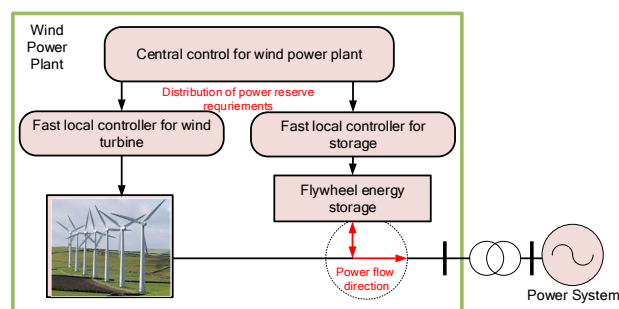 Wind
Power
Plant
Central control for wind power plant
Distribution of power reserve
requriements
Fast local controller for wind
turbine
Fast local controller for
storage
Flywheel energy
storage
Power flow
direction
Power System